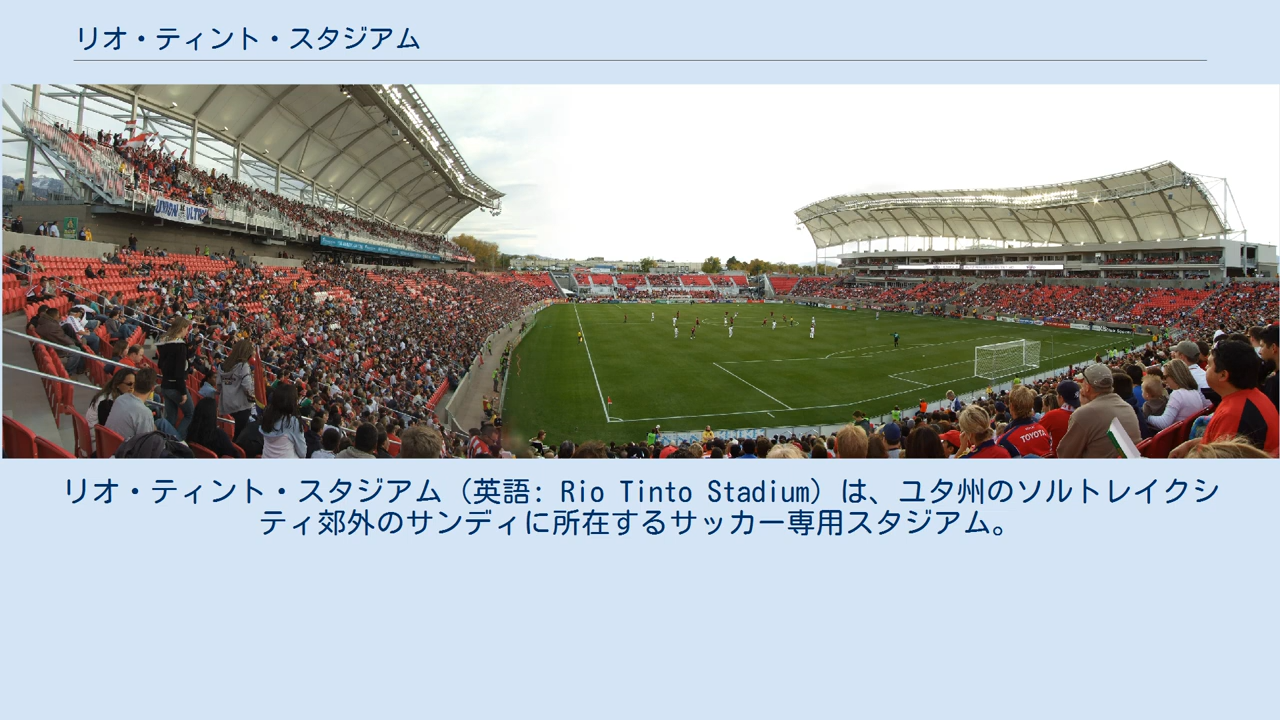 リオ・ティント・スタジアム
UNION ULTRA
TOYOTA
リオ・ティント・スタジアム（英語: Rio Tinto Stadium）は、ユタ州のソルトレイクシ
ティ郊外のサンディに所在するサッカー専用スタジアム。